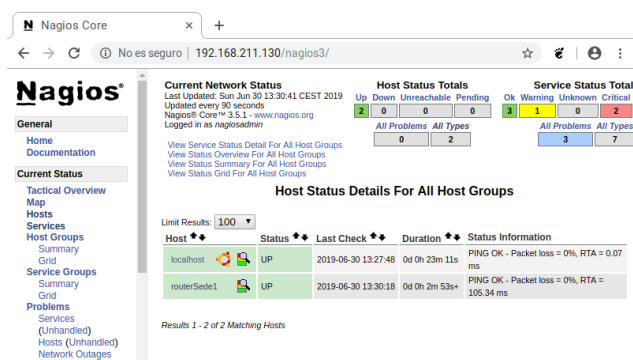 Nagios Core
No es seguro | 192.168.211.130/nagios3/
Nagios®
General
Home
Documentation
Current Status
Tactical Overview
Map
Hosts
Services
Host Groups
Summary
Grid
Service Groups
Summary
Grid
Problems
Services
(Unhandled)
Hosts (Unhandled)
Network Outages
Current Network Status
Last Updated: Sun Jun 30 13:30:41 CEST 2019
Updated every 90 seconds
Nagios® Core™ 3.5.1 - www.nagios.org
Logged in as nagiosadmin
View Service Status Detail For All Host Groups
View Status Overview For All Host Groups
View Status Summary For All Host Groups
View Status Grid For All Host Groups
Host Status Totals
Up Down Unreachable Pending
2 0 0 0
All Problems All Types
0 2
Service Status Total
Ok Warning Unknown Critical
3 1 0 2
All Problems All Types
3 7
Host Status Details For All Host Groups
Limit Results: 100
Host Status Last Check Duration Status Information
localhost UP 2019-06-30 13:27:48 0d 0h 23m 11s PING OK - Packet loss = 0%, RTA = 0.07
ms
routerSede1 UP 2019-06-30 13:30:18 0d 0h 2m 53s+ PING OK - Packet loss = 0%, RTA =
105.34 ms
Results 1 - 2 of 2 Matching Hosts